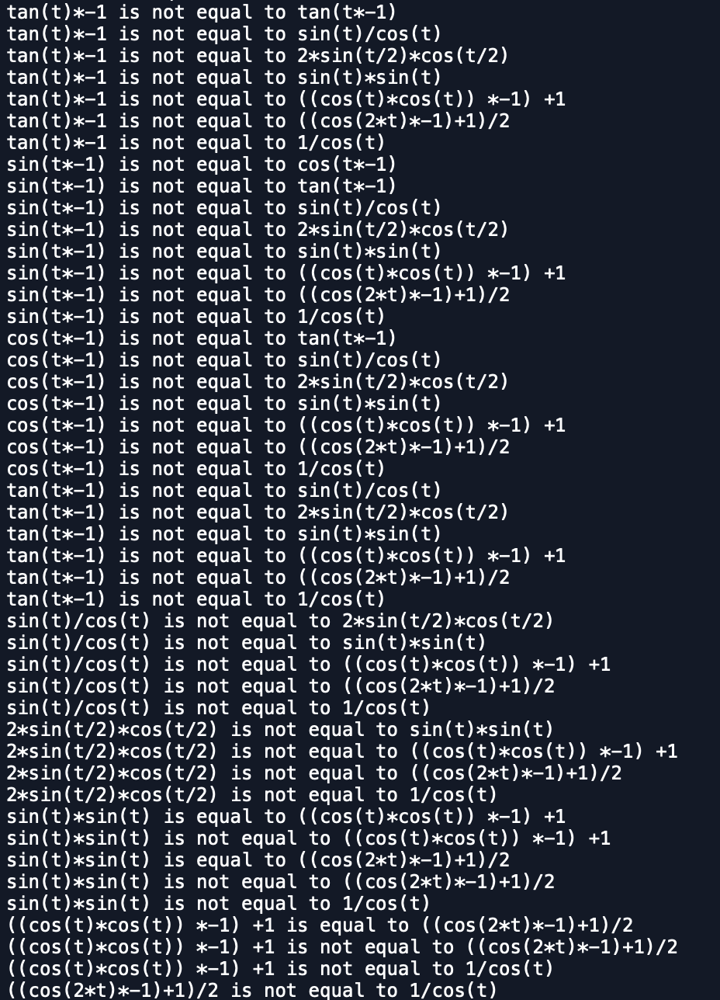 tan(t)*-1 is not equal to tan(t*-1)
tan(t)*-1 is not equal to sin(t)/cos(t)
tan(t)*-1 is not equal to 2*sin(t/2)*cos(t/2)
tan(t)*-1 is not equal to sin(t)*sin(t)
tan(t)*-1 is not equal to ((cos(t)*cos(t)) *-1) +1
tan(t)*-1 is not equal to ((cos(2*t)*-1)+1)/2
tan(t)*-1 is not equal to 1/cos(t)
sin(t*-1) is not equal to cos(t*-1)
sin(t*-1) is not equal to tan(t*-1)
sin(t*-1) is not equal to sin(t)/cos(t)
sin(t*-1) is not equal to 2*sin(t/2)*cos(t/2)
sin(t*-1) is not equal to sin(t)*sin(t)
sin(t*-1) is not equal to ((cos(t)*cos(t)) *-1) +1
sin(t*-1) is not equal to ((cos(2*t)*-1)+1)/2
sin(t*-1) is not equal to 1/cos(t)
cos(t*-1) is not equal to tan(t*-1)
cos(t*-1) is not equal to sin(t)/cos(t)
cos(t*-1) is not equal to 2*sin(t/2)*cos(t/2)
cos(t*-1) is not equal to sin(t)*sin(t)
cos(t*-1) is not equal to ((cos(t)*cos(t)) *-1) +1
cos(t*-1) is not equal to ((cos(2*t)*-1)+1)/2
cos(t*-1) is not equal to 1/cos(t)
tan(t*-1) is not equal to sin(t)/cos(t)
tan(t*-1) is not equal to 2*sin(t/2)*cos(t/2)
tan(t*-1) is not equal to sin(t)*sin(t)
tan(t*-1) is not equal to ((cos(t)*cos(t)) *-1) +1
tan(t*-1) is not equal to ((cos(2*t)*-1)+1)/2
tan(t*-1) is not equal to 1/cos(t)
sin(t)/cos(t) is not equal to 2*sin(t/2)*cos(t/2)
sin(t)/cos(t) is not equal to sin(t)*sin(t)
sin(t)/cos(t) is not equal to ((cos(t)*cos(t)) *-1) +1
sin(t)/cos(t) is not equal to ((cos(2*t)*-1)+1)/2
sin(t)/cos(t) is not equal to 1/cos(t)
2*sin(t/2)*cos(t/2) is not equal to sin(t)*sin(t)
2*sin(t/2)*cos(t/2) is not equal to ((cos(t)*cos(t)) *-1) +1
2*sin(t/2)*cos(t/2) is not equal to ((cos(2*t)*-1)+1)/2
2*sin(t/2)*cos(t/2) is not equal to 1/cos(t)
sin(t)*sin(t) is equal to ((cos(t)*cos(t)) *-1) +1
sin(t)*sin(t) is not equal to ((cos(t)*cos(t)) *-1) +1
sin(t)*sin(t) is equal to ((cos(2*t)*-1)+1)/2
sin(t)*sin(t) is not equal to ((cos(2*t)*-1)+1)/2
sin(t)*sin(t) is not equal to 1/cos(t)
((cos(t)*cos(t)) *-1) +1 is equal to ((cos(2*t)*-1)+1)/2
((cos(t)*cos(t)) *-1) +1 is not equal to ((cos(2*t)*-1)+1)/2
((cos(t)*cos(t)) *-1) +1 is not equal to 1/cos(t)
((cos(2*t)*-1)+1)/2 is not equal to 1/cos(t)